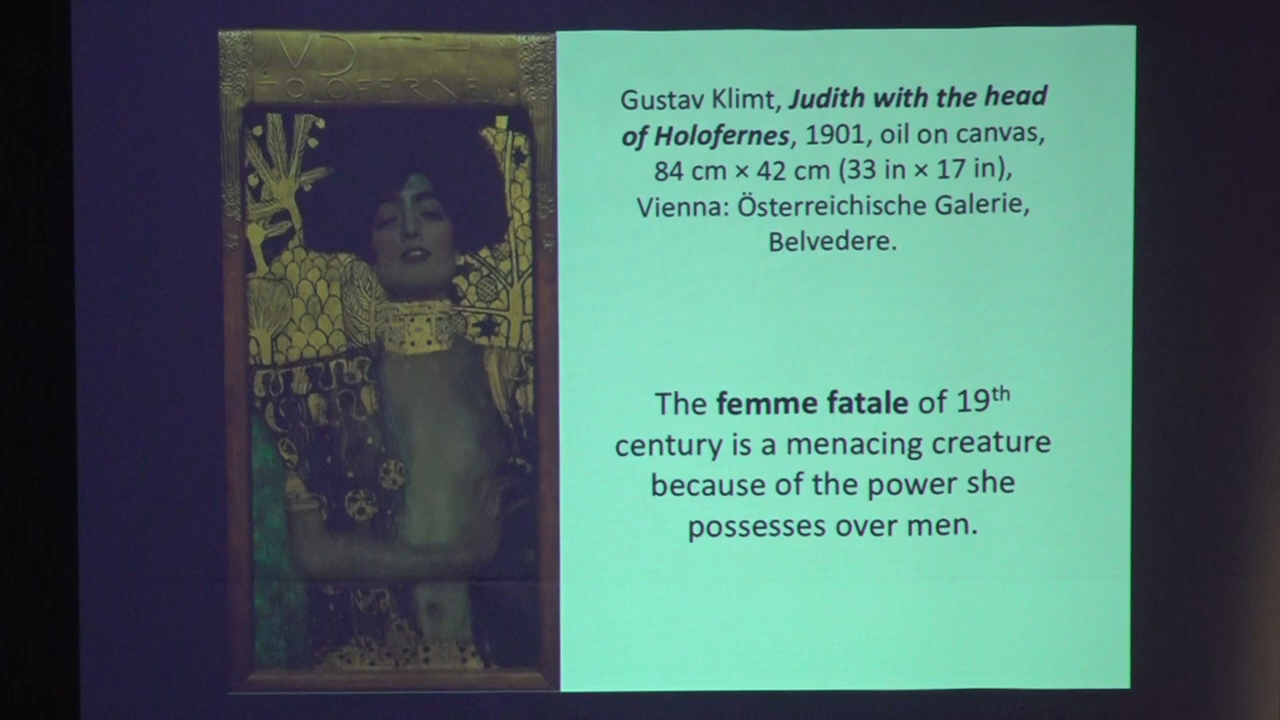 HOLOFERNES
Gustav Klimt, Judith with the head
of Holofernes, 1901, oil on canvas,
84 cm × 42 cm (33 in × 17 in),
Vienna: Österreichische Galerie,
Belvedere.
The femme fatale of 19th
century is a menacing creature
because of the power she
possesses over men.